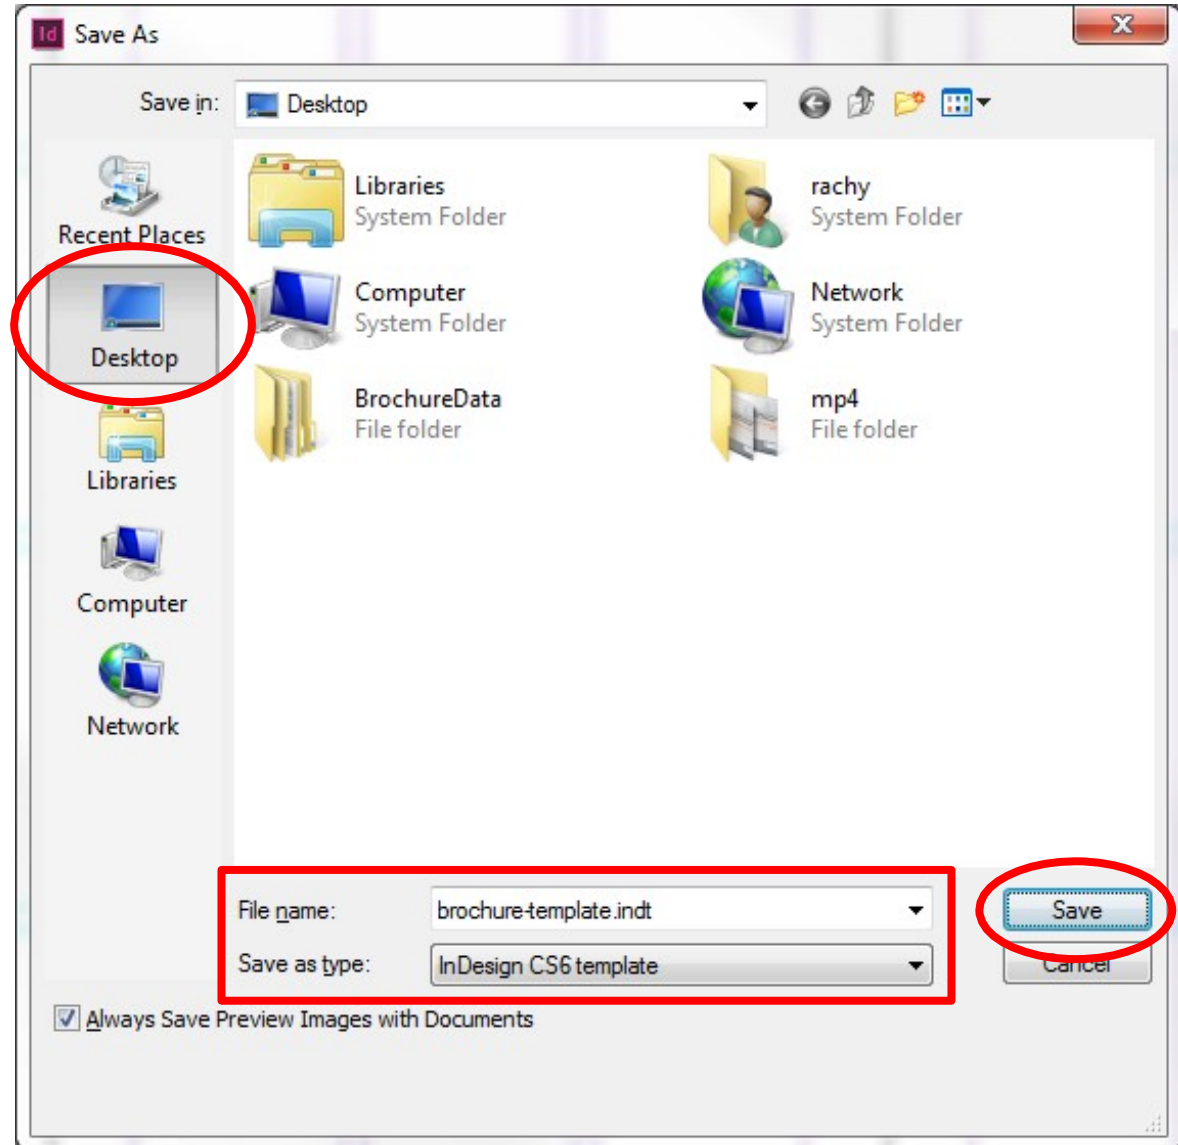 Id Save As
Save in: Desktop
Recent Places
Desktop
Libraries
Computer
Network
Libraries
System Folder
rachy
System Folder
Computer
System Folder
Network
System Folder
BrochureData
File folder
mp4
File folder
File name: brochure-template.indt
Save
Save as type: InDesign CS6 template
Cancel
Always Save Preview Images with Documents